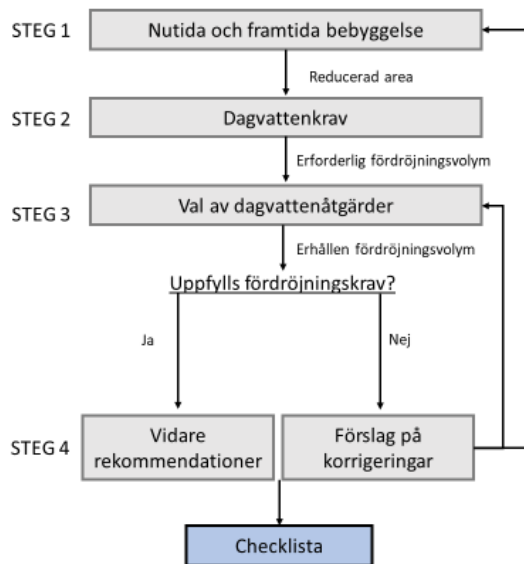 STEG 1
Nutida och framtida bebyggelse
Reducerad area
STEG 2
Dagvattenkrav
Erforderlig fördröjningsvolym
STEG 3
Val av dagvattenåtgärder
Erhållen fördröjningsvolym
Uppfylls fördröjningskrav?
Ja
Nej
STEG 4
Vidare
rekommendationer
Förslag på
korrigeringar
Checklista